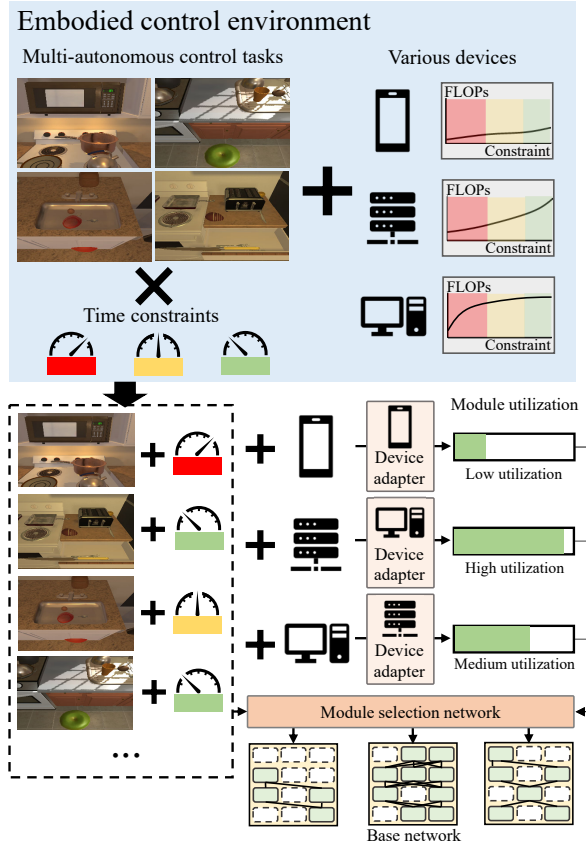 Embodied control environment
Multi-autonomous control tasks
Various devices
FLOPs
Constraint
FLOPs
Constraint
FLOPs
Constraint
Time constraints
Module utilization
Device
adapter
Low utilization
Device
adapter
High utilization
Device
adapter
Medium utilization
Module selection network
...
Base network